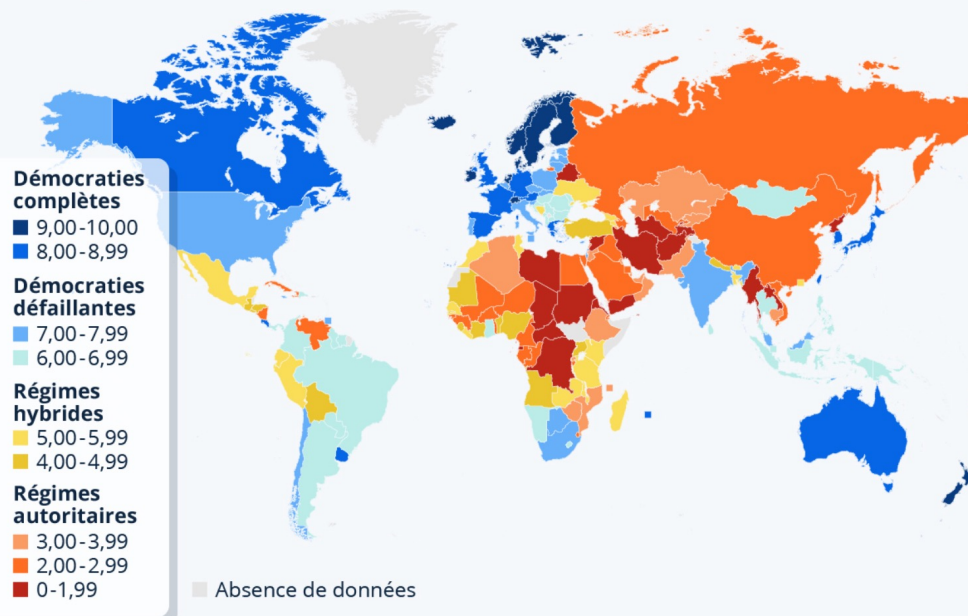 Démocraties
complètes
9,00-10,00
8,00-8,99
Démocraties
défaillantes
7,00-7,99
6,00-6,99
Régimes
hybrides
5,00-5,99
4,00-4,99
Régimes
autoritaires
3,00-3,99
2,00-2,99
0-1,99
Absence de données